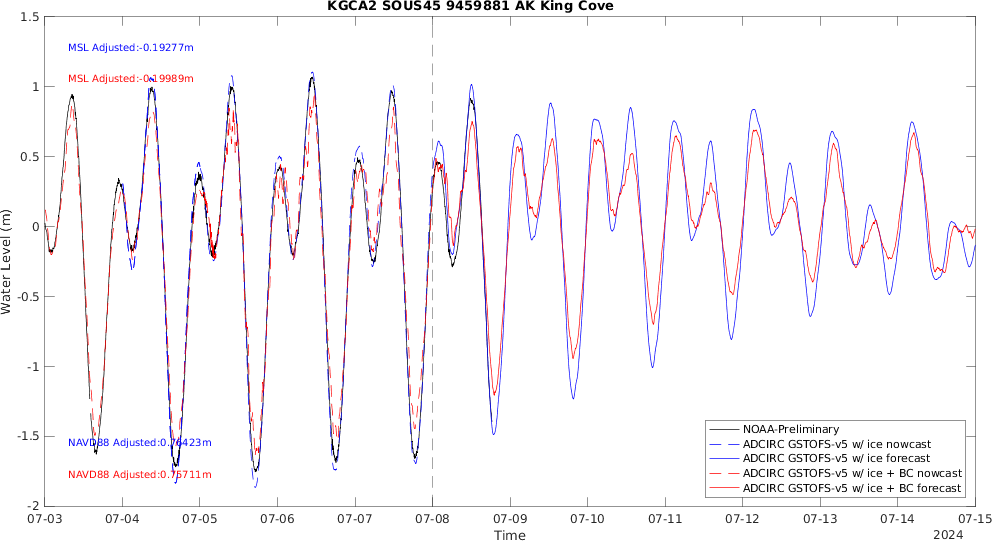 KGCA2 SOUS45 9459881 AK King Cove
1.5
1
0.5
0
-0.5
-1
-1.5
-2
Water Level (m)
MSL Adjusted:-0.19277m
MSL Adjusted:-0.19989m
NAVD88 Adjusted:0.76423m
NAVD88 Adjusted:0.75711m
NOAA-Preliminary
ADCIRC GSTOFS-v5 w/ ice nowcast
ADCIRC GSTOFS-v5 w/ ice forecast
ADCIRC GSTOFS-v5 w/ ice + BC nowcast
ADCIRC GSTOFS-v5 w/ ice + BC forecast
07-03 07-04 07-05 07-06 07-07 07-08 07-09 07-10 07-11 07-12 07-13 07-14 07-15
Time
2024